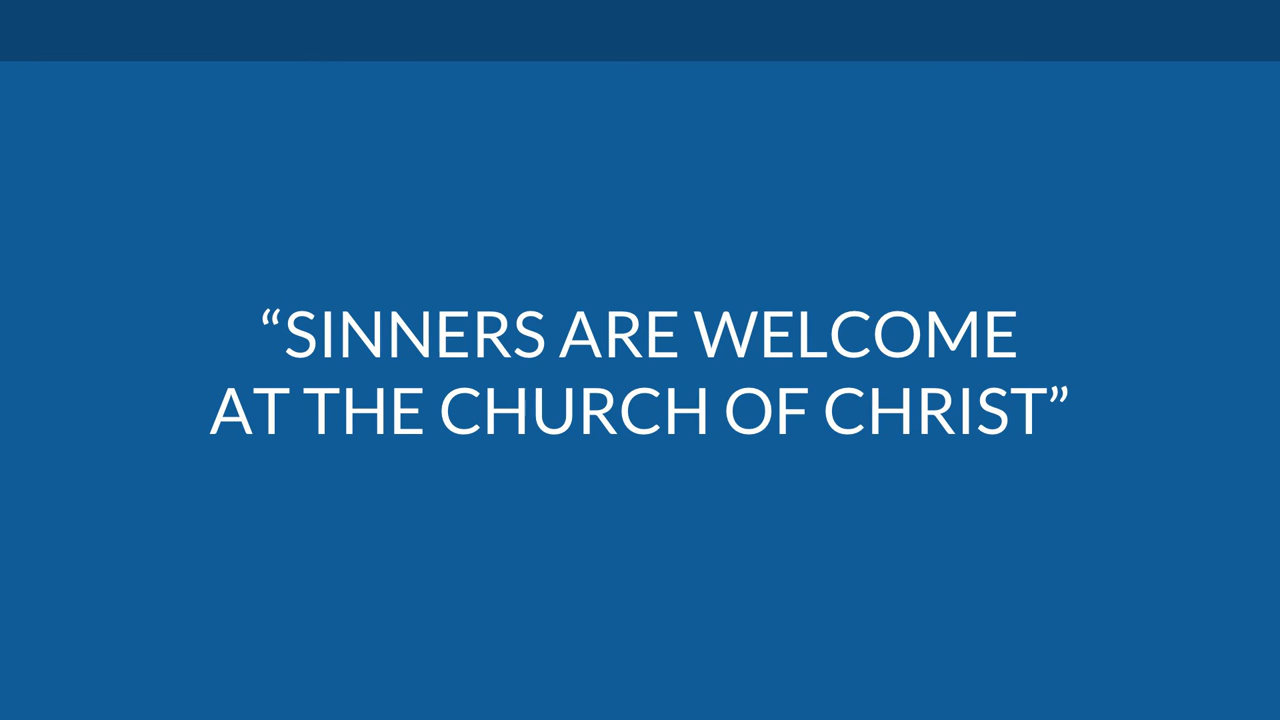 “SINNERS ARE WELCOME
AT THE CHURCH OF CHRIST”